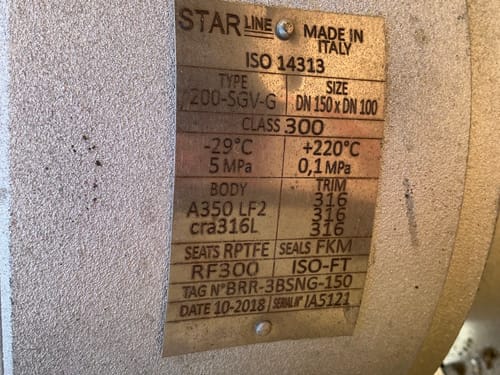 STAR LINE MADE IN ITALY
ISO 14313
TYPE SIZE
200-SGV-G DN 150 x DN 100
CLASS 300
-29°C +220°C
5 MPa 0,1 MPa
BODY TRIM
A350 LF2 316
cra316L 316
316
SEATS RPTFE SEALS FKM
RF300 ISO-FT
TAG N° BRR-3BSNG-150
DATE 10-2018 SERIAL N° IA5121